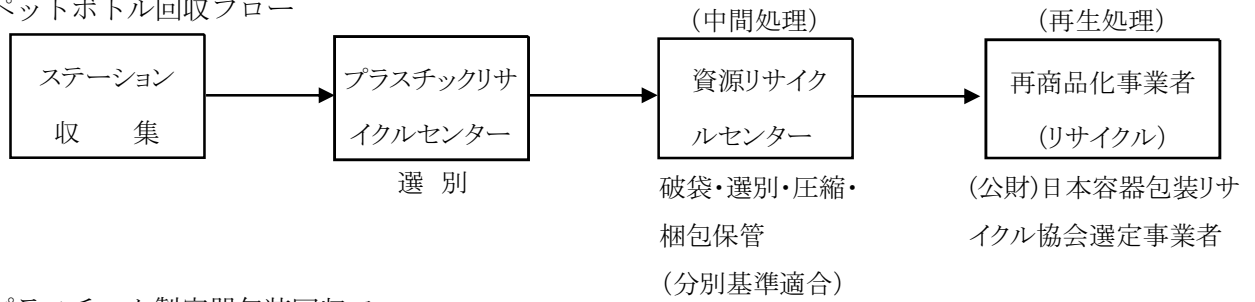 ペットボトル回収フロー
(中間処理)
(再生処理)
ステーション
収 集
プラスチックリサ
イクルセンター
資源リサイク
ルセンター
再商品化事業者
(リサイクル)
選 別
破袋・選別・圧縮・
梱包保管
(分別基準適合)
(公財)日本容器包装リサ
イクル協会選定事業者